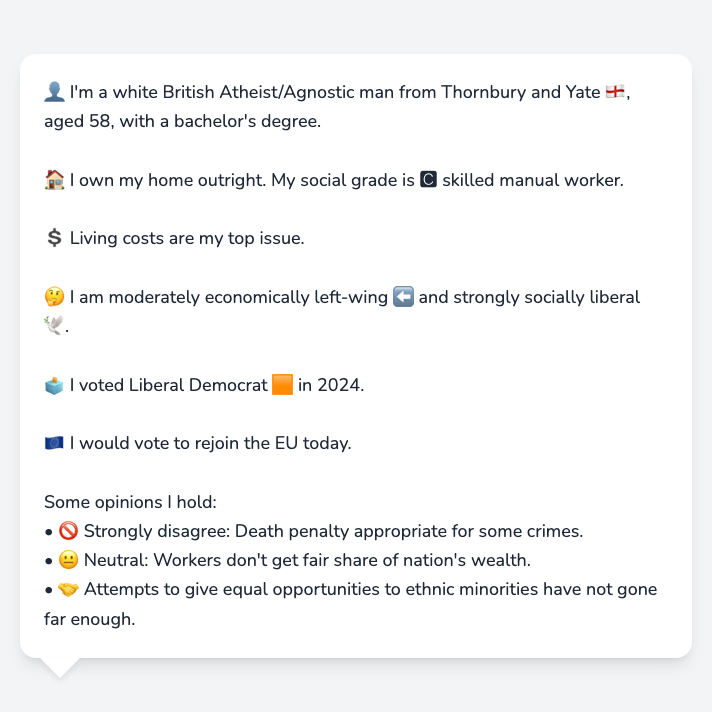 👤 I'm a white British Atheist/Agnostic man from Thornbury and Yate 🏴󠁧󠁢󠁥󠁮󠁧󠁿,
aged 58, with a bachelor's degree.
🏠 I own my home outright. My social grade is 🅲 skilled manual worker.
💲 Living costs are my top issue.
🤔 I am moderately economically left-wing ⬅️ and strongly socially liberal
🕊️.
🗳️ I voted Liberal Democrat 🟧 in 2024.
🇪🇺 I would vote to rejoin the EU today.
Some opinions I hold:
• 🚫 Strongly disagree: Death penalty appropriate for some crimes.
• 😐 Neutral: Workers don't get fair share of nation's wealth.
• 🤝 Attempts to give equal opportunities to ethnic minorities have not gone
far enough.